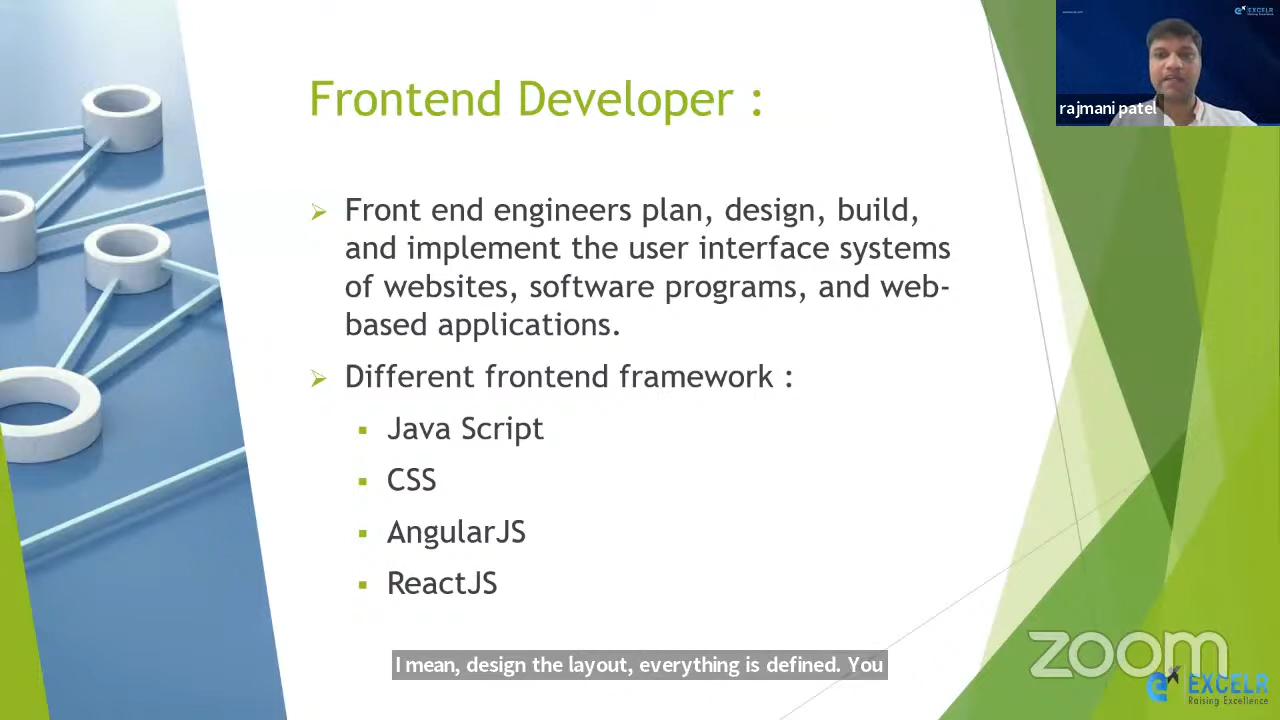 Frontend Developer :
rajmani patel
EXCELR
Front end engineers plan, design, build,
and implement the user interface systems
of websites, software programs, and web-
based applications.
Different frontend framework :
Java Script
CSS
AngularJS
ReactJS
I mean, design the layout, everything is defined. You
zoom
EXCELR
Raising Excellence